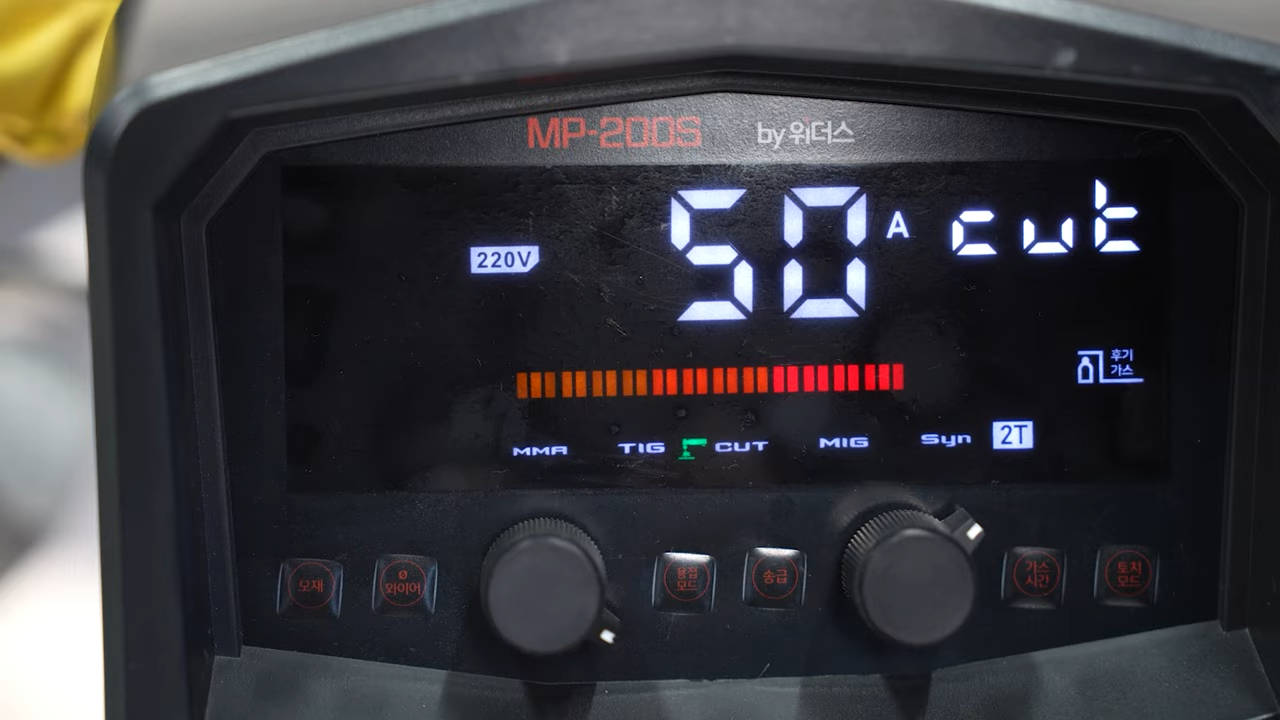 MP-200S by위더스
220V 50 A cut
후기
가스
MMA TIG CUT MIG Syn 2T
모재
Ø
와이어
용접
모드
송급
가스
시간
토치
모드